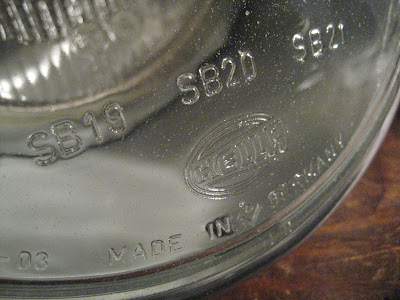 SB19 SB20 SB21
HELLA
-03 MADE IN W. GERMANY